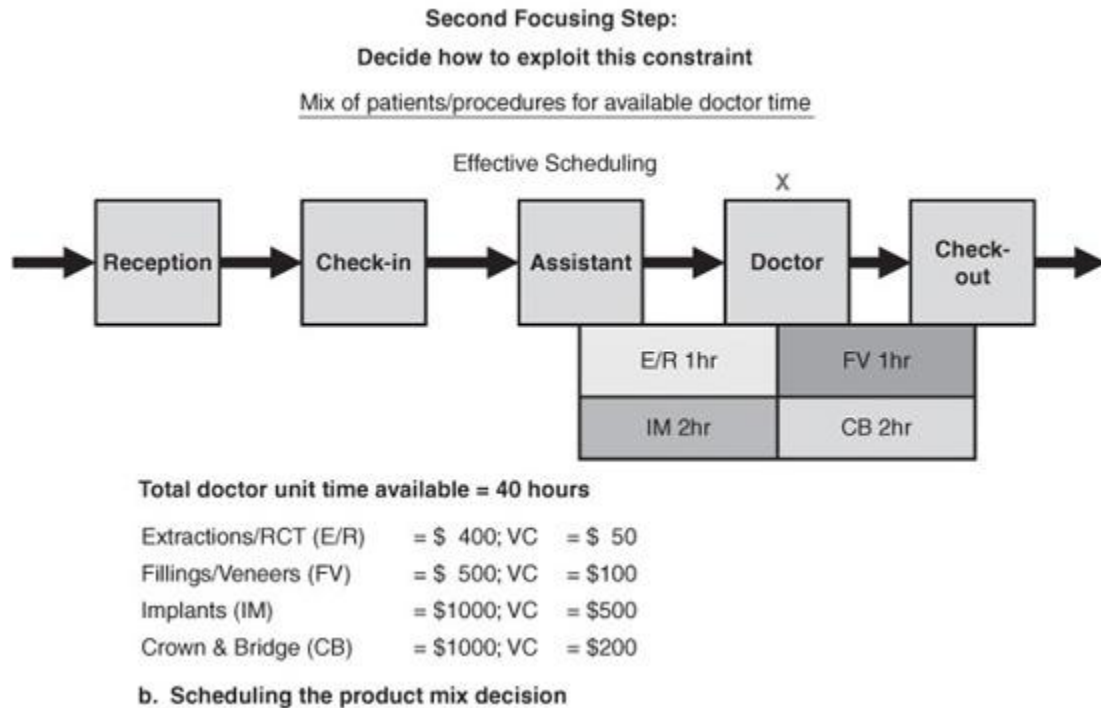 Second Focusing Step:
Decide how to exploit this constraint
Mix of patients/procedures for available doctor time
Effective Scheduling
X
Reception
Check-in
Assistant
Doctor
Check-
out
E/R 1hr
FV 1hr
IM 2hr
CB 2hr
Total doctor unit time available = 40 hours
Extractions/RCT (E/R) = $ 400; VC = $ 50
Fillings/Veneers (FV) = $ 500; VC = $100
Implants (IM) = $1000; VC = $500
Crown & Bridge (CB) = $1000; VC = $200
b. Scheduling the product mix decision